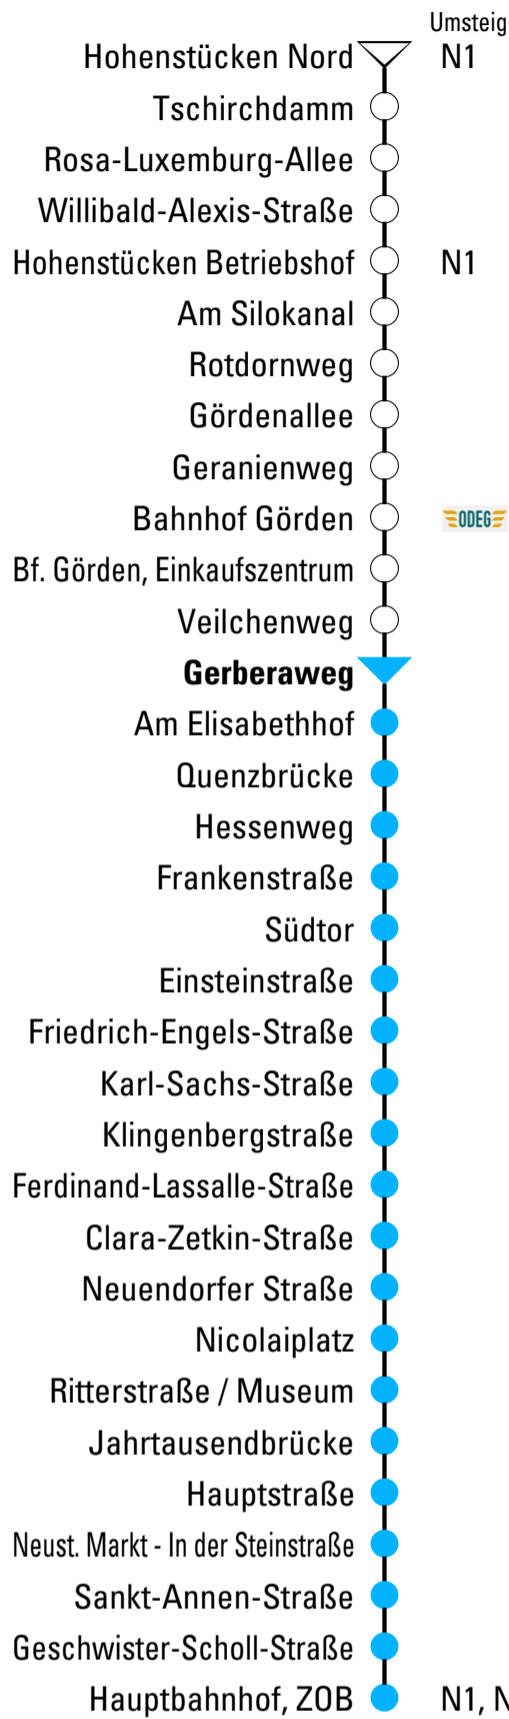 Umsteig
Hohenstücken Nord N1
Tschirchdamm
Rosa-Luxemburg-Allee
Willibald-Alexis-Straße
Hohenstücken Betriebshof N1
Am Silokanal
Rotdornweg
Gördenallee
Geranienweg
Bahnhof Görden ODEG
Bf. Görden, Einkaufszentrum
Veilchenweg
Gerberaweg
Am Elisabethhof
Quenzbrücke
Hessenweg
Frankenstraße
Südtor
Einsteinstraße
Friedrich-Engels-Straße
Karl-Sachs-Straße
Klingenbergstraße
Ferdinand-Lassalle-Straße
Clara-Zetkin-Straße
Neuendorfer Straße
Nicolaiplatz
Ritterstraße / Museum
Jahrtausendbrücke
Hauptstraße
Neust. Markt - In der Steinstraße
Sankt-Annen-Straße
Geschwister-Scholl-Straße
Hauptbahnhof, ZOB N1, N